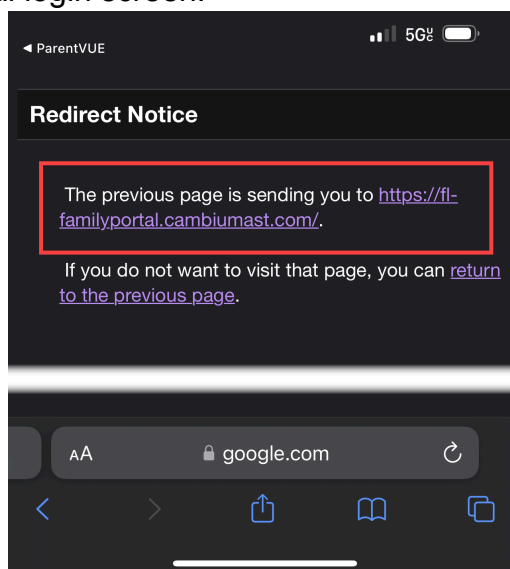 login screen.
5G
◀ ParentVUE
Redirect Notice
The previous page is sending you to https://fl-
familyportal.cambiumast.com/.
If you do not want to visit that page, you can return
to the previous page.
AA
google.com